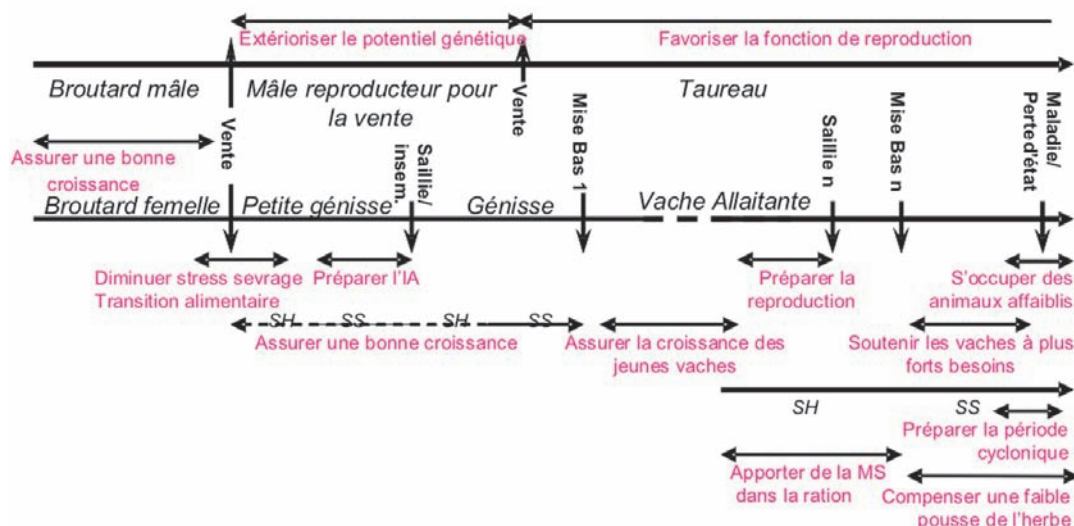 Extérioriser le potentiel génétique
Favoriser la fonction de reproduction
Broutard mâle
Mâle reproducteur pour
la vente
Taureau
Vente
Vente
Assurer une bonne
croissance
Saillie/
insem.
Mise Bas 1
Saillie n
Mise Bas n
Maladie/
Perte d'état
Broutard femelle
Petite génisse
Génisse
Vache Allaitante
Diminuer stress sevrage
Transition alimentaire
Préparer l'IA
Préparer la
reproduction
S'occuper des
animaux affaiblis
SH
SS
SH
SS
Assurer une bonne croissance
Assurer la croissance des
jeunes vaches
Soutenir les vaches à plus
forts besoins
SH
SS
Préparer la période
cyclonique
Apporter de la MS
dans la ration
Compenser une faible
pousse de l'herbe